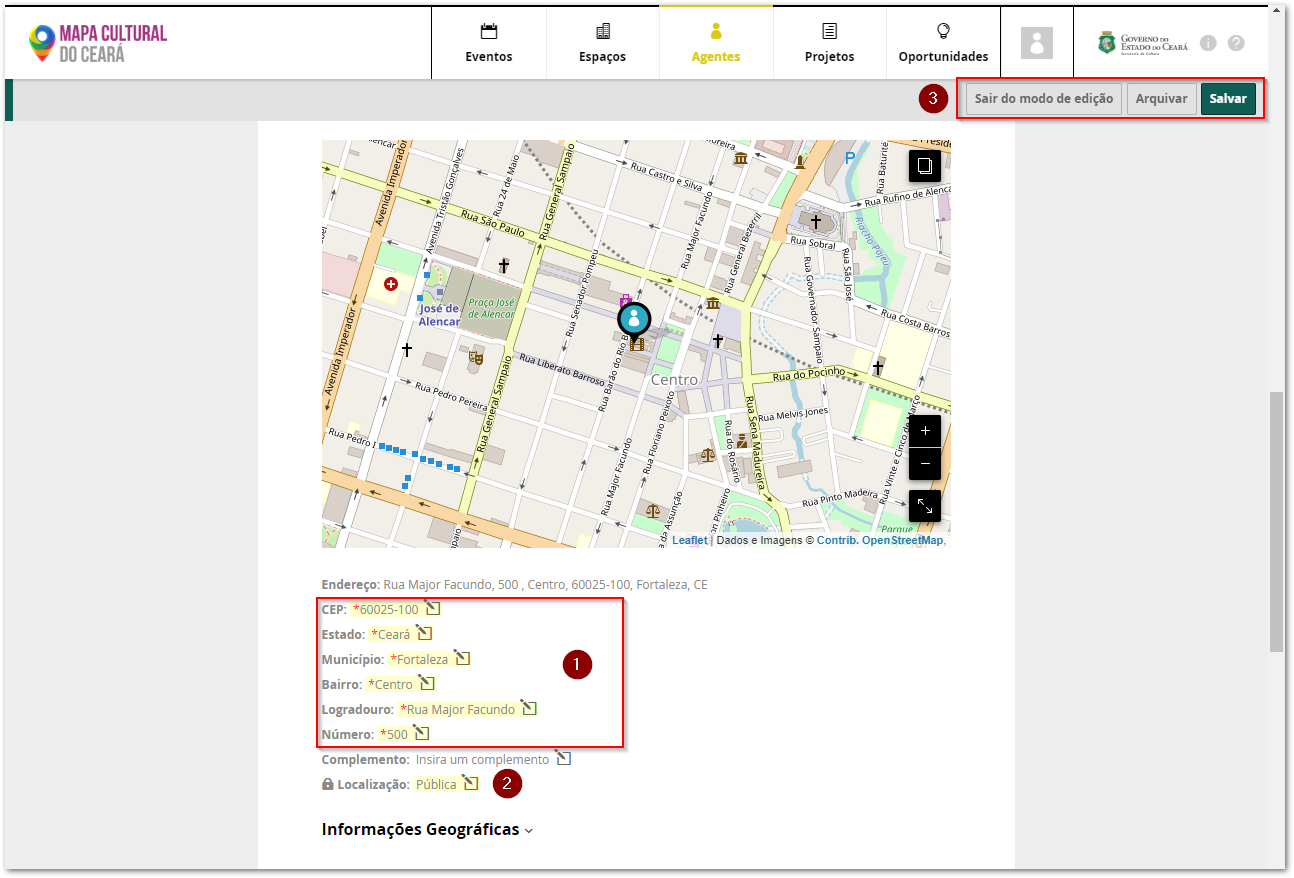 MAPA CULTURAL
DO CEARÁ
Eventos
Espaços
Agentes
Projetos
Oportunidades
GOVERNO DO
ESTADO DO CEARÁ
Secretaria da Cultura
i
?
3
Sair do modo de edição
Arquivar
Salvar
Avenida Imperador
Avenida Tristão Gonçalves
Rua 24 de Maio
Rua General Sampaio
Rua Castro e Silva
Rua Major Facundo
Rua General Bezerril
P
Rua Baturité
Rua Rufino de Alencar
Rua São Paulo
Rua Sobral
Riacho Pajeú
Rua São José
Rua Governador Sampaio
Rua Senador Pompeu
José de
Alencar
Praça José
de Alencar
Rua Costa Barros
Avenida Imperador
Rua Liberato Barroso
Centro
Rua do Pocinho
Rua Pedro Pereira
Rua General Sampaio
Rua Floriano Peixoto
Rua Melvis Jones
Rua Sena Madureira
Rua do Rosário
Rua Vinte e Cinco de Março
Rua Pedro I
Rua Major Facundo
Rua Pinto Madeira
Parque
+
−
Leaflet | Dados e Imagens © Contrib. OpenStreetMap,
Endereço: Rua Major Facundo, 500 , Centro, 60025-100, Fortaleza, CE
CEP: *60025-100
Estado: *Ceará
Município: *Fortaleza
1
Bairro: *Centro
Logradouro: *Rua Major Facundo
Número: *500
Complemento: Insira um complemento
Localização: Pública
2
Informações Geográficas